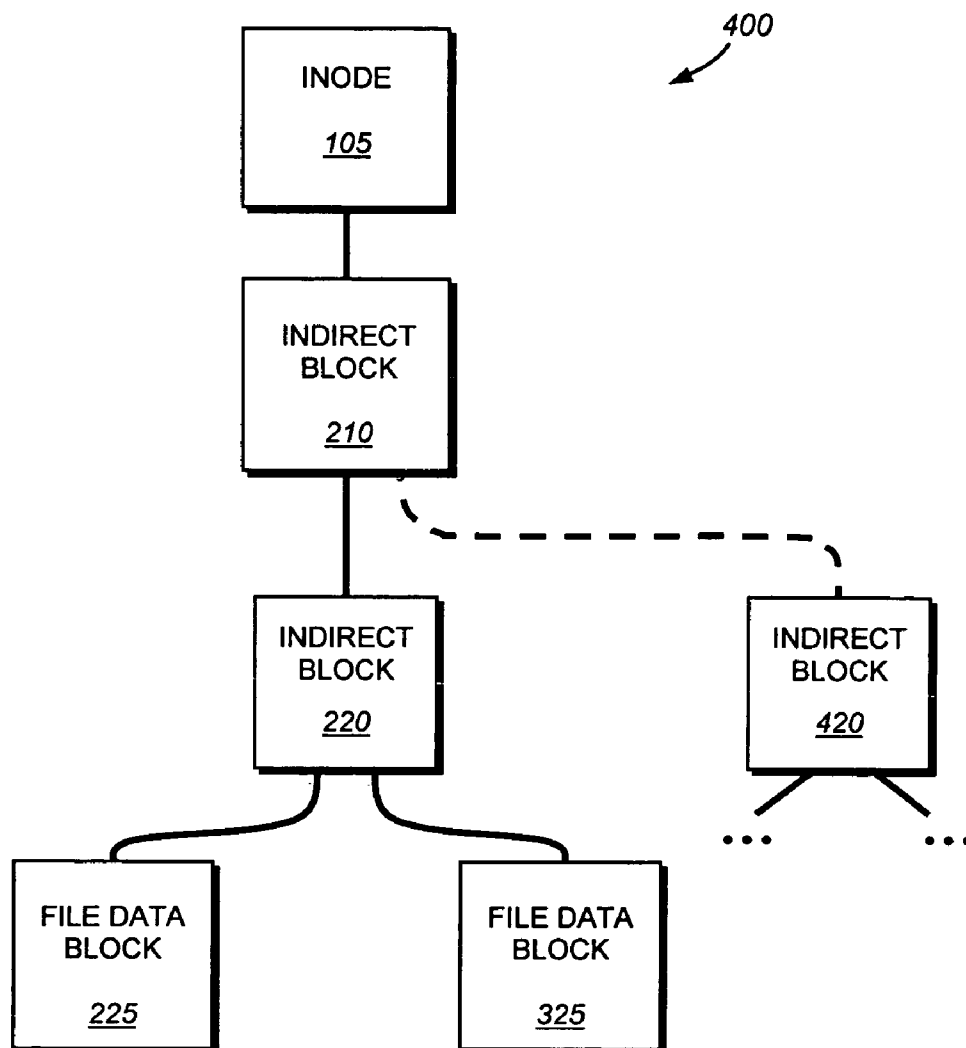 400
INODE
105
INDIRECT
BLOCK
210
INDIRECT
BLOCK
220
INDIRECT
BLOCK
420
FILE DATA
BLOCK
225
FILE DATA
BLOCK
325